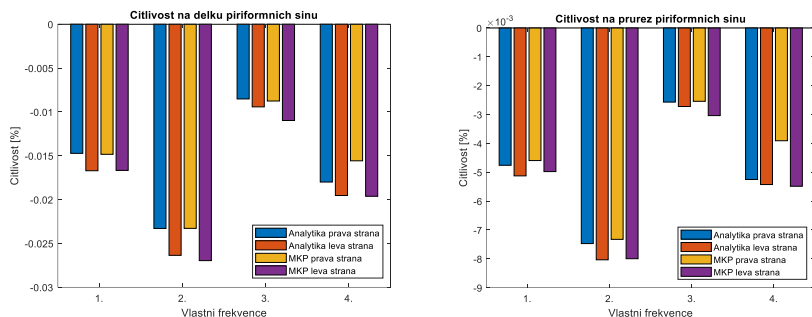 Citlivost na delku piriformnich sinu
0
-0.005
-0.01
-0.015
-0.02
-0.025
-0.03
Citlivost [%]
1.
2.
3.
4.
Vlastni frekvence
Analytika prava strana
Analytika leva strana
MKP prava strana
MKP leva strana
×10-3
Citlivost na prurez piriformnich sinu
0
-1
-2
-3
-4
-5
-6
-7
-8
-9
Citlivost [%]
1.
2.
3.
4.
Vlastni frekvence
Analytika prava strana
Analytika leva strana
MKP prava strana
MKP leva strana